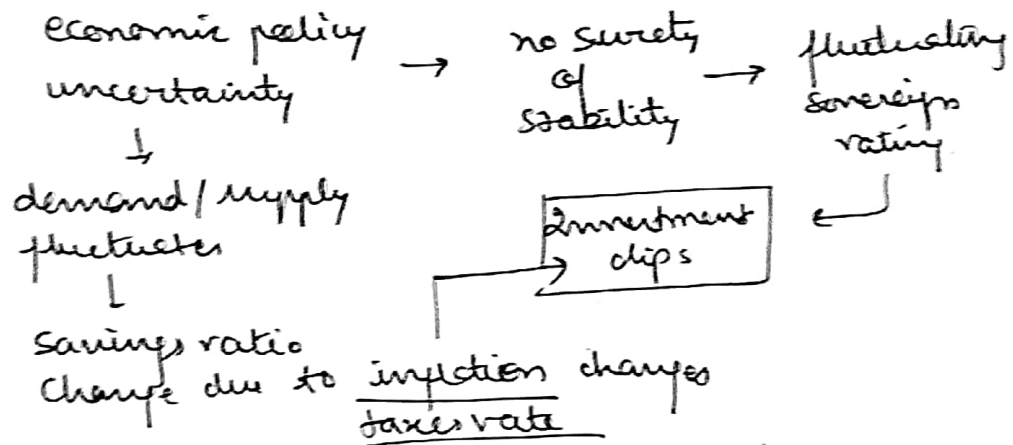 economic policy
uncertainty
→ no surety
of
stability
→ fluctuating
sovereign
rating
demand / supply
fluctuates
Investment
dips
Savings ratio
Change due to inflation changes
taxes rate